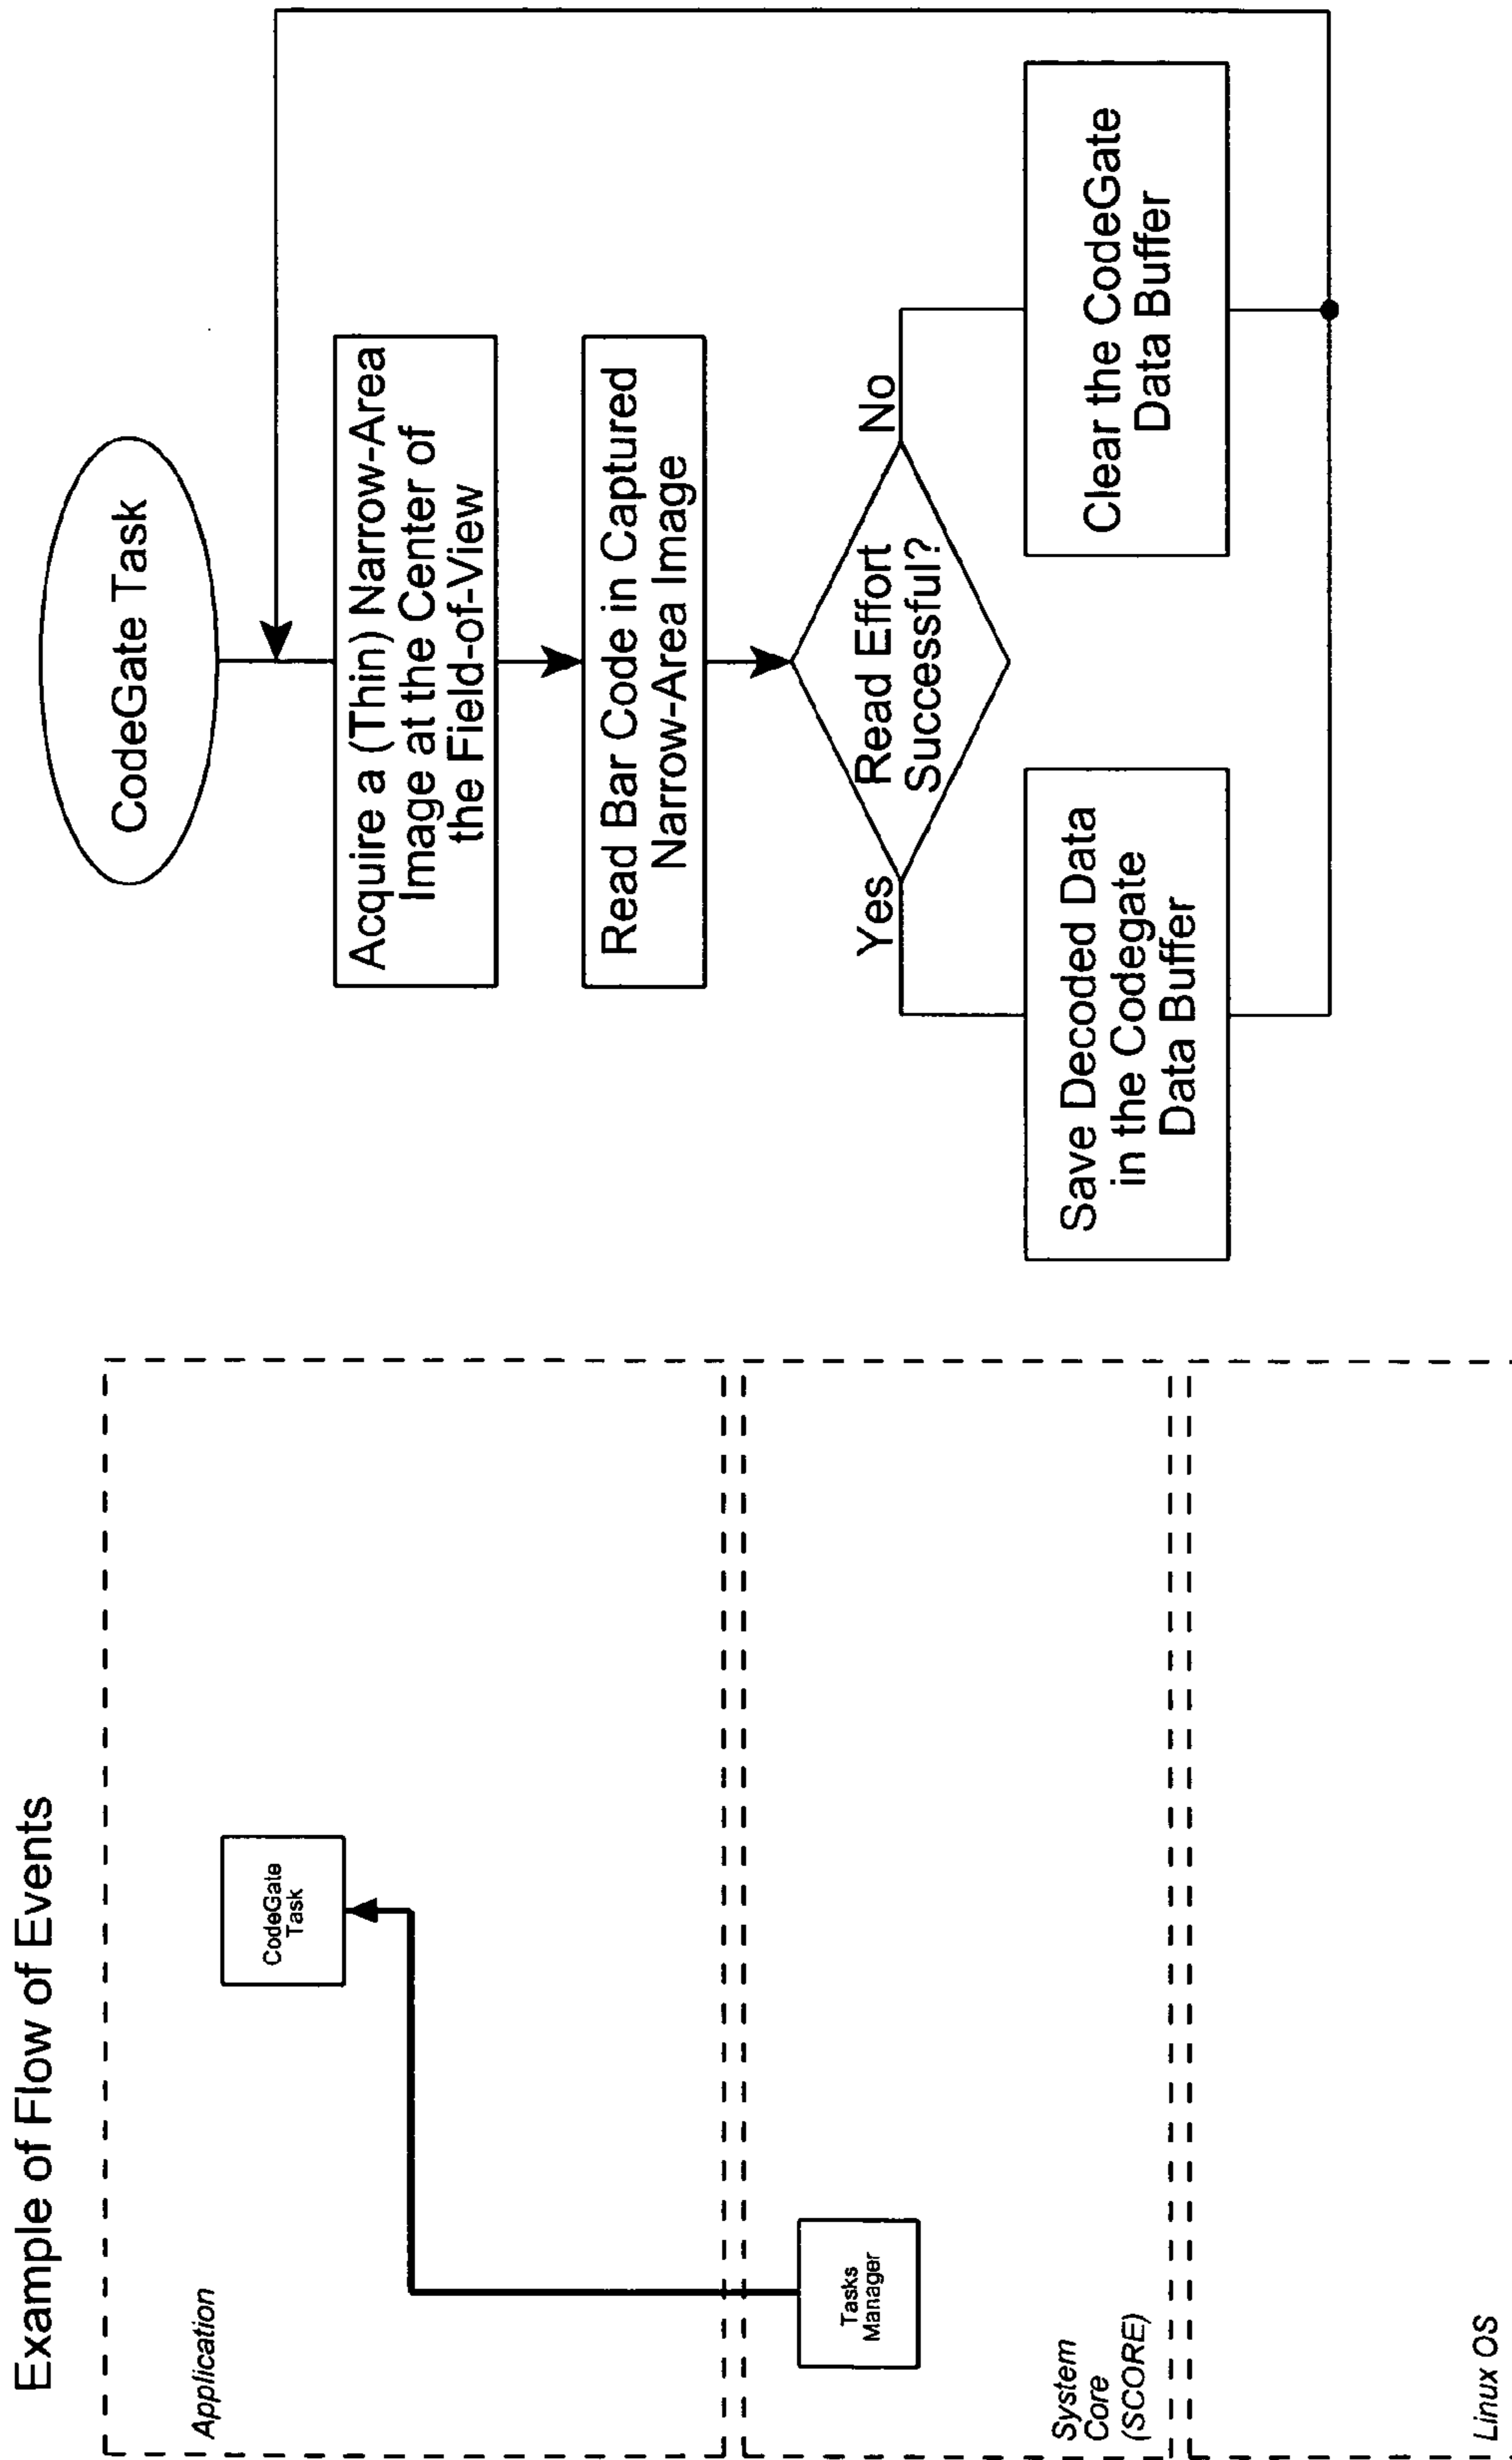 Example of Flow of Events
Application
CodeGate
Task
Tasks
Manager
System
Core
(SCORE)
Linux OS
CodeGate Task
Acquire a (Thin) Narrow-Area
Image at the Center of
the Field-of-View
Read Bar Code in Captured
Narrow-Area Image
Read Effort
Successful?
Yes
No
Save Decoded Data
in the Codegate
Data Buffer
Clear the CodeGate
Data Buffer